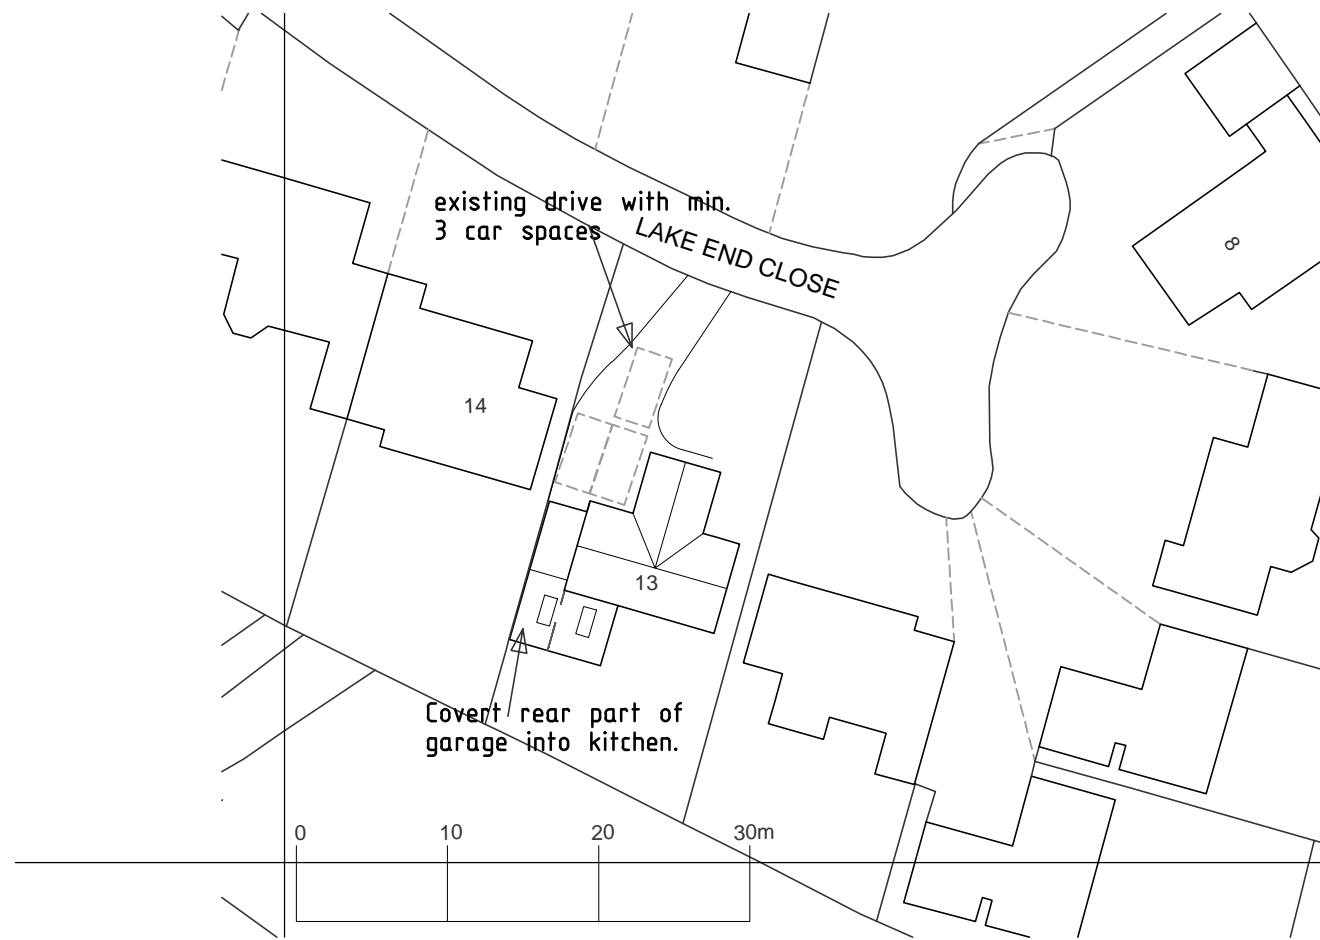 existing drive with min.
3 car spaces
LAKE END CLOSE
8
14
13
Covert rear part of
garage into kitchen.
0 10 20 30m